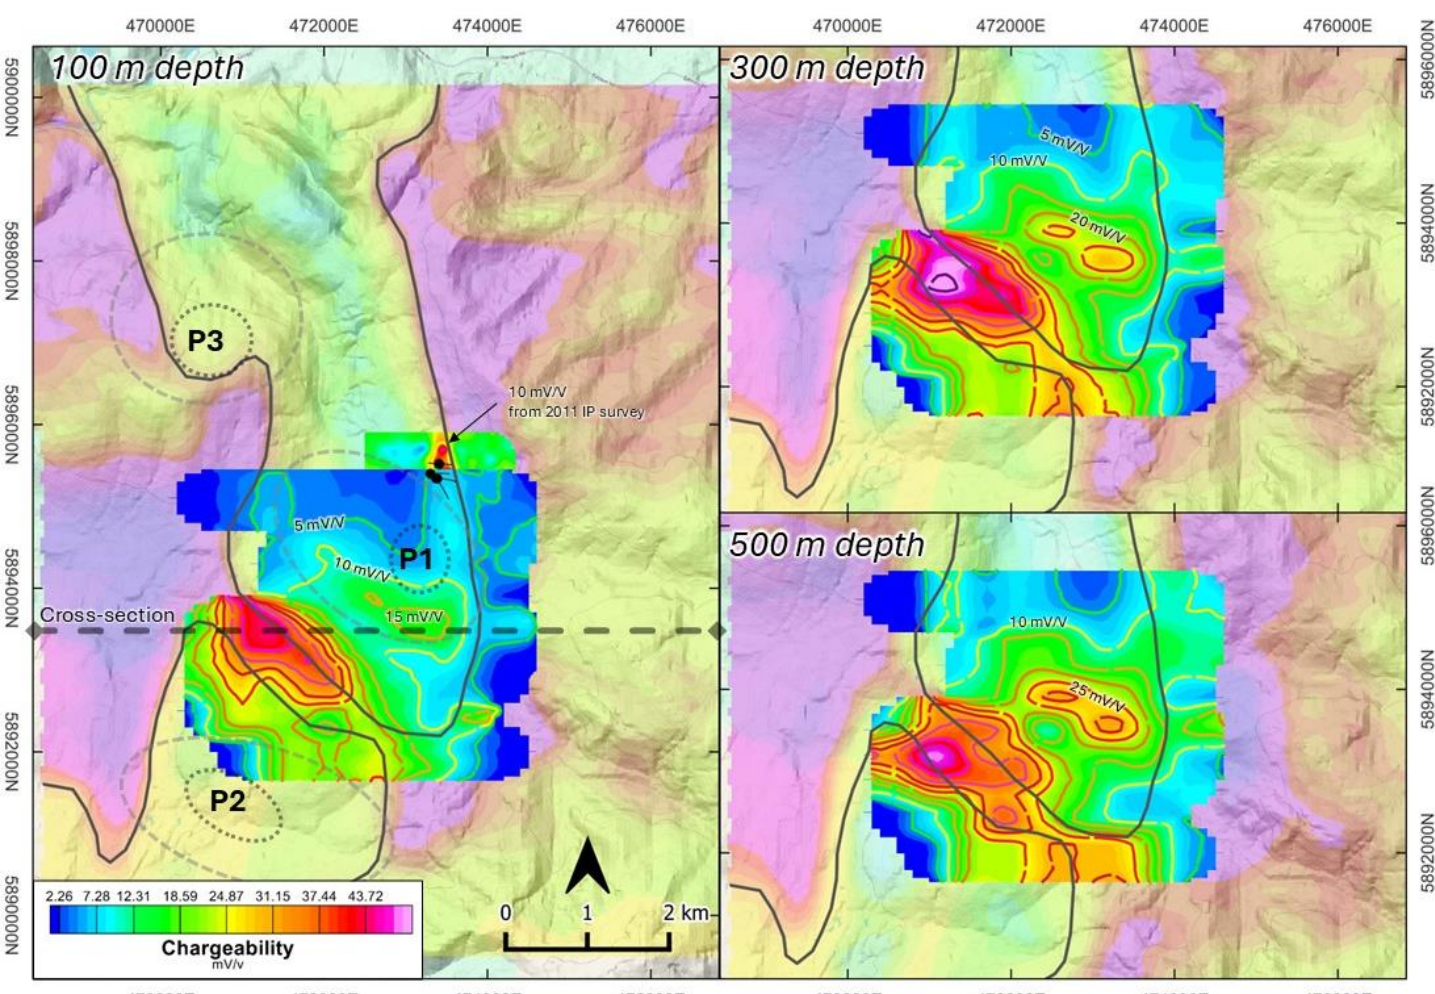 470000E 472000E 474000E 476000E 470000E 472000E 474000E 476000E
100 m depth
5900000N
5898000N
5896000N
5894000N
5892000N
5890000N
P3
10 mV/V
from 2011 IP survey
5 mV/V
P1
10 mV/V
15 mV/V
Cross-section
P2
2.26 7.28 12.31 18.59 24.87 31.15 37.44 43.72
Chargeability
mV/v
0 1 2 km
300 m depth
5 mV/V
10 mV/V
20 mV/V
5896000N
5894000N
5892000N
500 m depth
10 mV/V
25 mV/V
5896000N
5894000N
5892000N